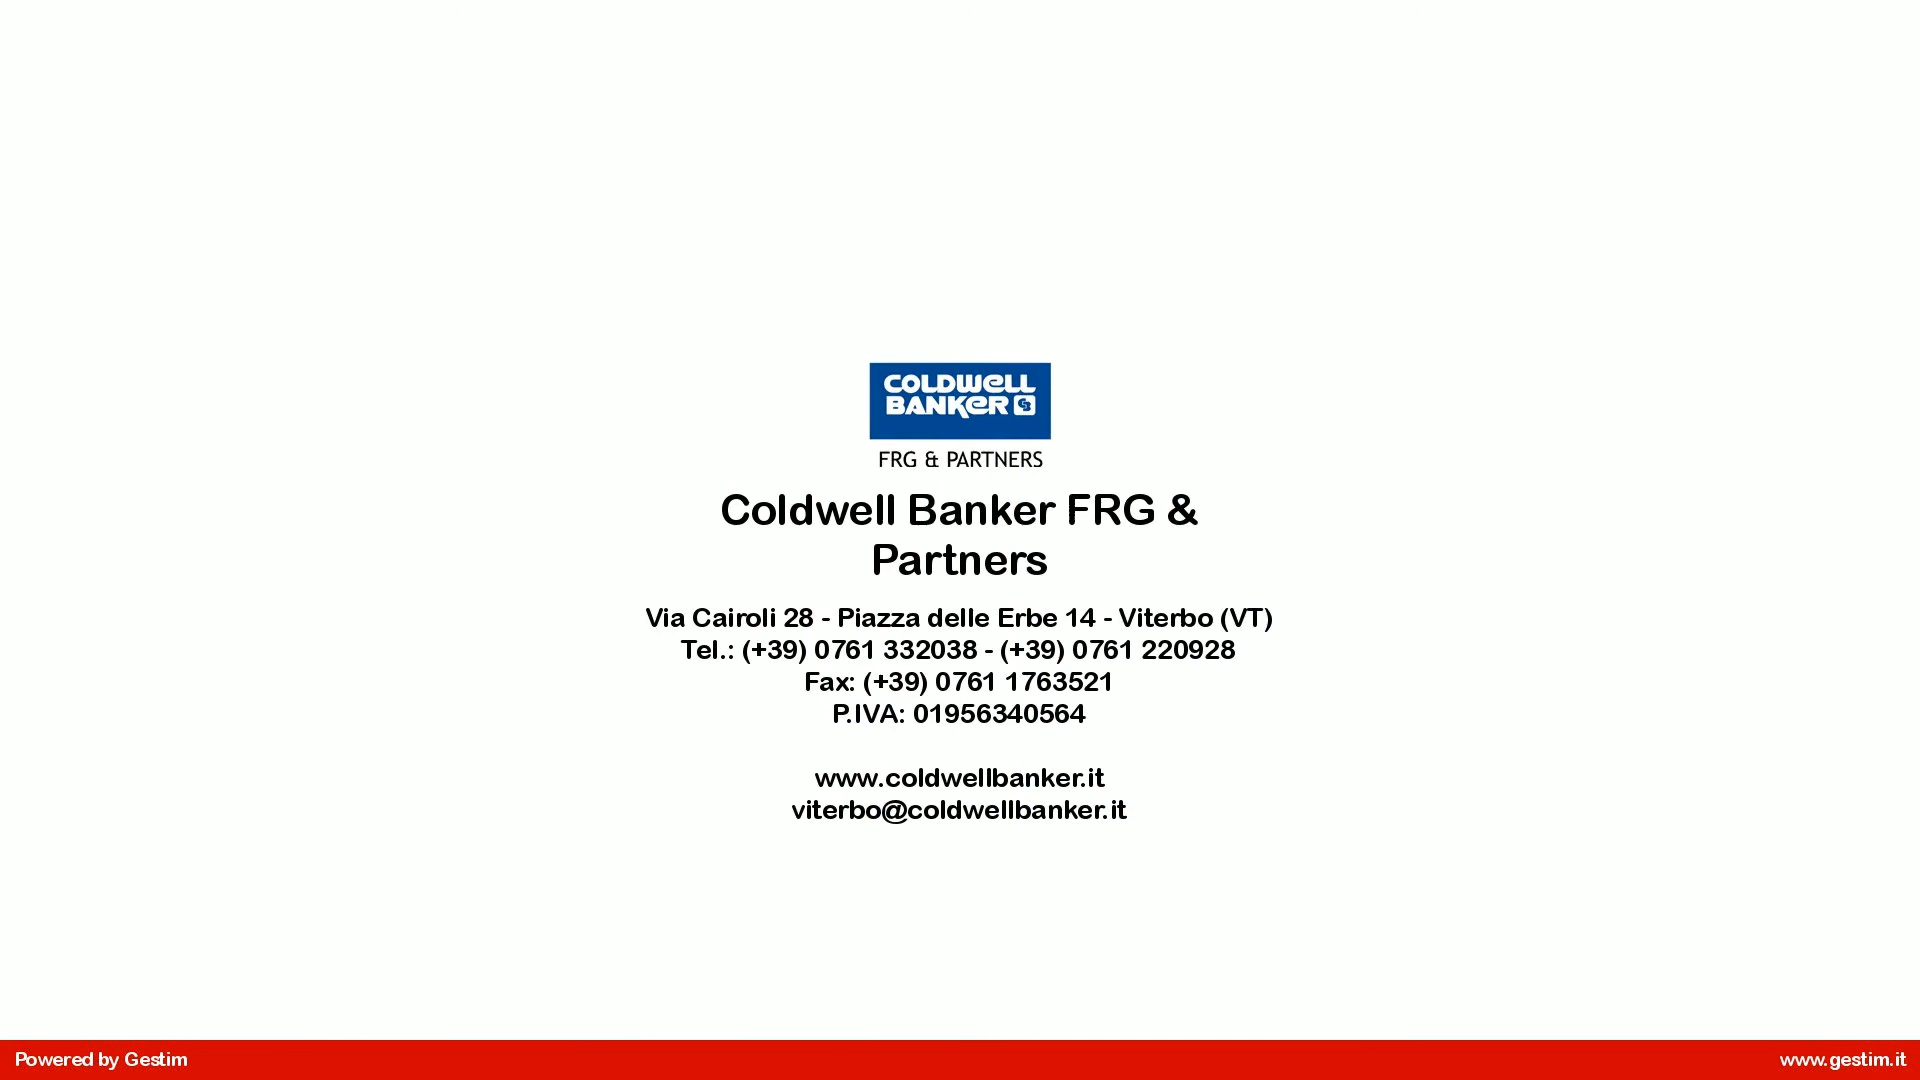 COLDWELL
BANKER CB
FRG & PARTNERS
Coldwell Banker FRG &
Partners
Via Cairoli 28 - Piazza delle Erbe 14 - Viterbo (VT)
Tel.: (+39) 0761 332038 - (+39) 0761 220928
Fax: (+39) 0761 1763521
P.IVA: 01956340564
www.coldwellbanker.it
viterbo@coldwellbanker.it
Powered by Gestim
www.gestim.it